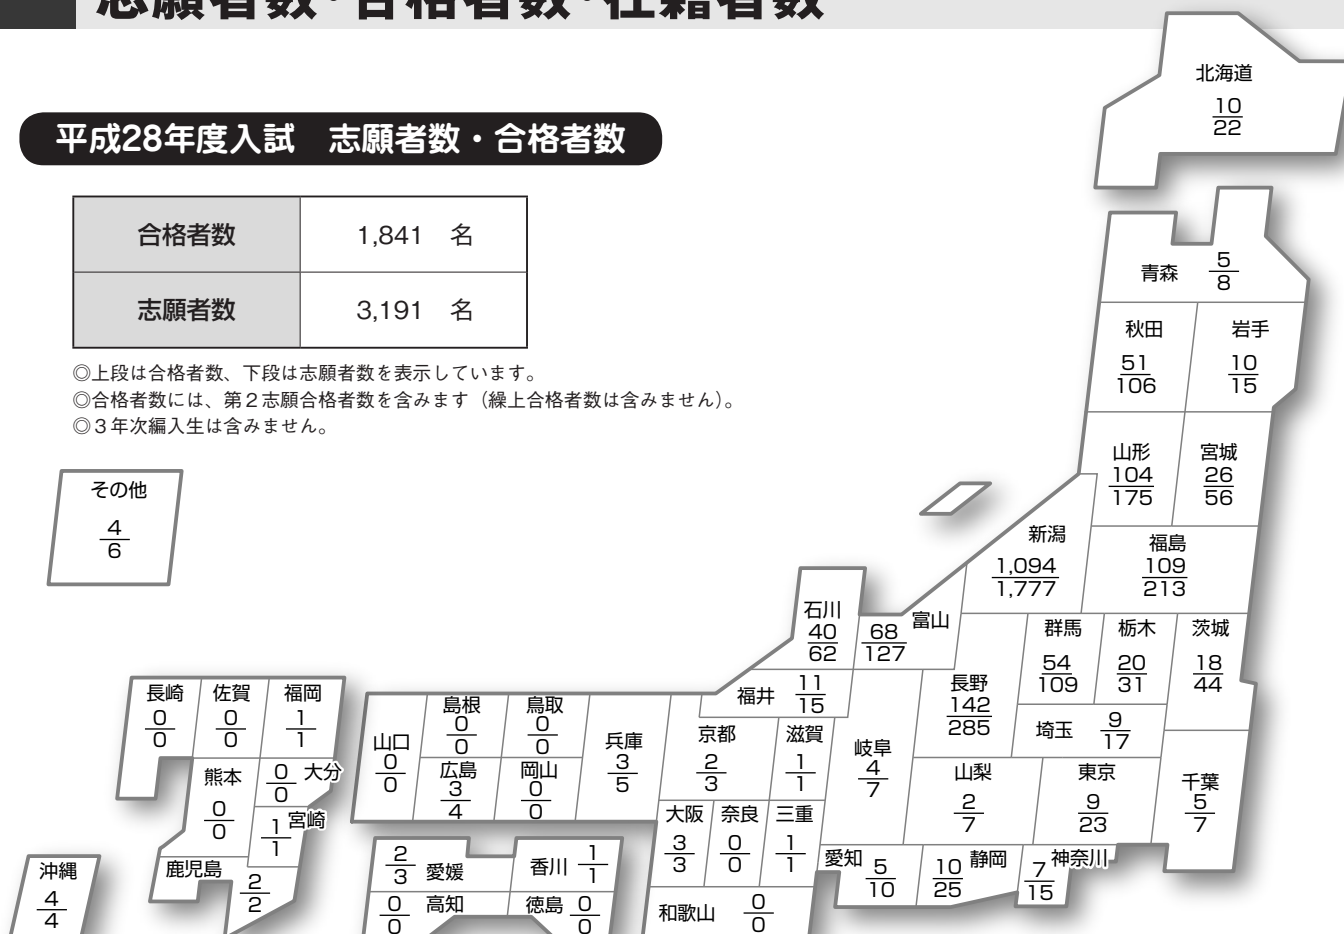 志願者数・合格者数・在籍者数
平成28年度入試　志願者数・合格者数
合格者数 1,841 名
志願者数 3,191 名
◎上段は合格者数、下段は志願者数を表示しています。
◎合格者数には、第２志願合格者数を含みます（繰上合格者数は含みません）。
◎３年次編入生は含みません。
北海道
10
22
青森
5
8
秋田
51
106
岩手
10
15
山形
104
175
宮城
26
56
新潟
1,094
1,777
福島
109
213
その他
4
6
石川
40
62
富山
68
127
群馬
54
109
栃木
20
31
茨城
18
44
福井
11
15
長野
142
285
埼玉
9
17
岐阜
4
7
山梨
2
7
東京
9
23
千葉
5
7
愛知
5
10
静岡
10
25
神奈川
7
15
京都
2
3
滋賀
1
1
大阪
3
3
奈良
0
0
三重
1
1
和歌山
0
0
兵庫
3
5
鳥取
0
0
島根
0
0
岡山
0
0
広島
3
4
山口
0
0
愛媛
2
3
香川
1
1
高知
0
0
徳島
0
0
長崎
0
0
佐賀
0
0
福岡
1
1
熊本
0
0
大分
0
0
宮崎
1
1
鹿児島
2
2
沖縄
4
4